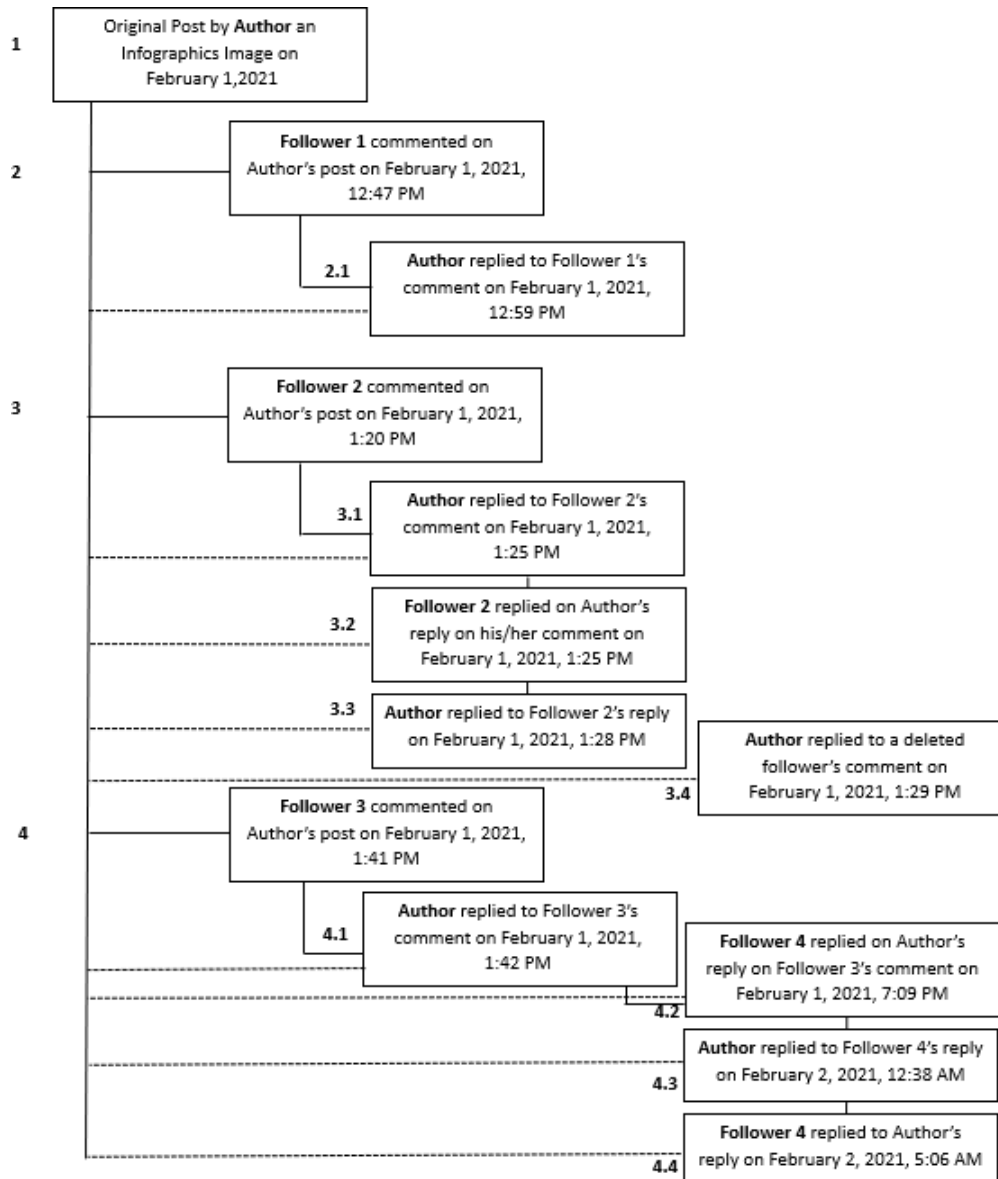 1
Original Post by Author an
Infographics Image on
February 1,2021
2
Follower 1 commented on
Author's post on February 1, 2021,
12:47 PM
2.1
Author replied to Follower 1's
comment on February 1, 2021,
12:59 PM
3
Follower 2 commented on
Author's post on February 1, 2021,
1:20 PM
3.1
Author replied to Follower 2's
comment on February 1, 2021,
1:25 PM
3.2
Follower 2 replied on Author's
reply on his/her comment on
February 1, 2021, 1:25 PM
3.3
Author replied to Follower 2's reply
on February 1, 2021, 1:28 PM
3.4
Author replied to a deleted
follower's comment on
February 1, 2021, 1:29 PM
4
Follower 3 commented on
Author's post on February 1, 2021,
1:41 PM
4.1
Author replied to Follower 3's
comment on February 1, 2021,
1:42 PM
4.2
Follower 4 replied on Author's
reply on Follower 3's comment on
February 1, 2021, 7:09 PM
4.3
Author replied to Follower 4's reply
on February 2, 2021, 12:38 AM
4.4
Follower 4 replied to Author's
reply on February 2, 2021, 5:06 AM